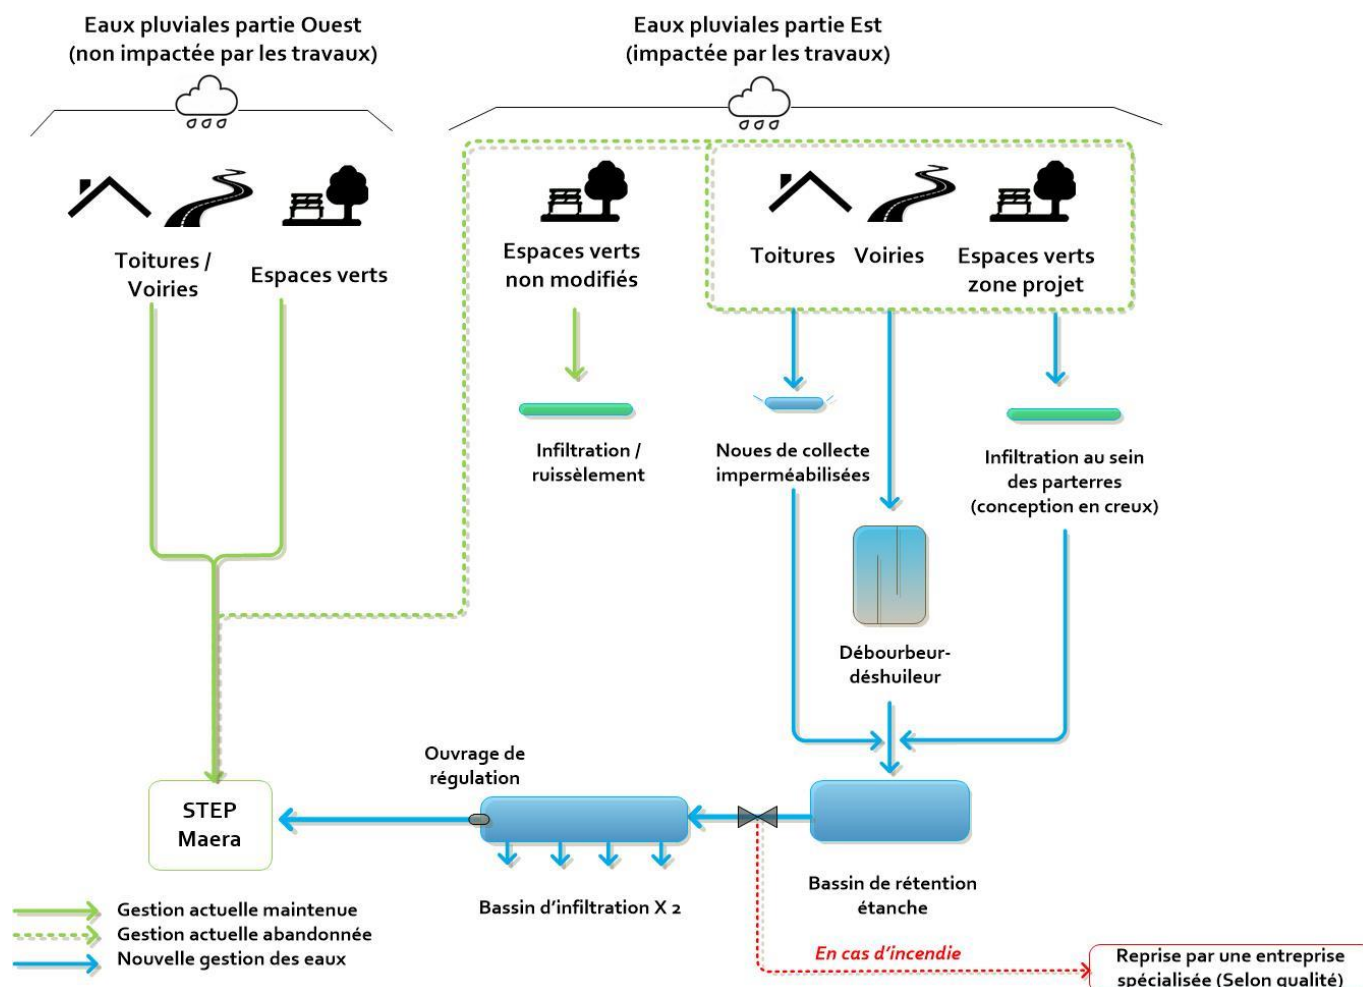 Eaux pluviales partie Ouest
(non impactée par les travaux)
Eaux pluviales partie Est
(impactée par les travaux)
Toitures /
Voiries
Espaces verts
Espaces verts
non modifiés
Toitures
Voiries
Espaces verts
zone projet
Infiltration /
ruissèlement
Noues de collecte
imperméabilisées
Infiltration au sein
des parterres
(conception en creux)
Débourbeur-
déshuileur
Ouvrage de
régulation
STEP
Maera
Bassin d'infiltration X 2
Bassin de rétention
étanche
Gestion actuelle maintenue
Gestion actuelle abandonnée
Nouvelle gestion des eaux
En cas d'incendie
Reprise par une entreprise
spécialisée (Selon qualité)